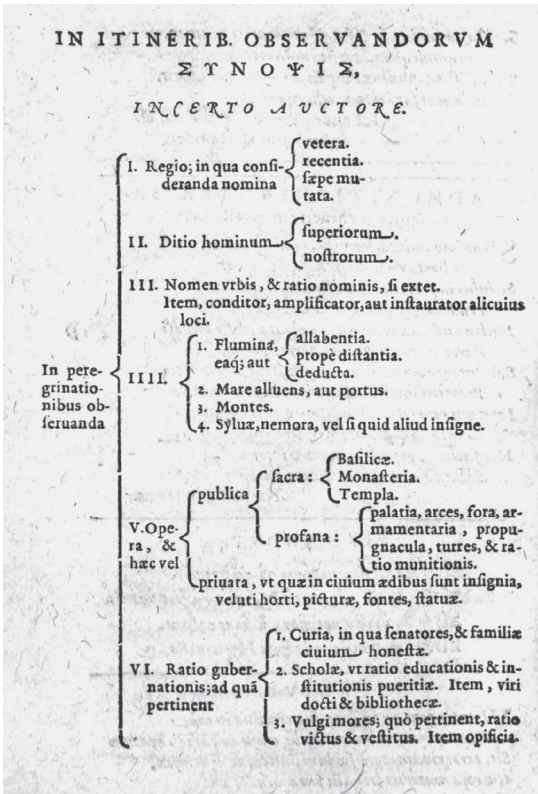 IN ITINERIB. OBSERVANDORVM
ΣΥΝΟΨΙΣ,
INCERTO AVCTORE.
In pere-
grinatio-
nibus ob-
ſeruanda
I. Regio; in qua conſi-
deranda nomina
vetera.
recentia.
ſæpe mu-
tata.
II. Ditio hominum
ſuperiorum.
noſtrorum.
III. Nomen vrbis, & ratio nominis, ſi extet.
Item, conditor, amplificator, aut inſtaurator alicuius
loci.
IIII.
1. Flumina,
eaq́; aut
allabentia.
propè diſtantia.
deducta.
2. Mare alluens, aut portus.
3. Montes.
4. Syluæ, nemora, vel ſi quid aliud inſigne.
V. Ope-
ra, &
hæc vel
publica
ſacra:
Baſilicæ.
Monaſteria.
Templa.
profana:
palatia, arces, fora, ar-
mamentaria, propu-
gnacula, turres, & ra-
tio munitionis.
priuata, vt quæ in ciuium ædibus ſunt inſignia,
veluti horti, picturæ, fontes, ſtatuæ.
VI. Ratio guber-
nationis; ad quã
pertinent
1. Curia, in qua ſenatores, & familiæ
ciuium honeſtæ.
2. Scholæ, vt ratio educationis & in-
ſtitutionis pueritiæ. Item, viri
docti & bibliothecæ.
3. Vulgi mores; quò pertinent, ratio
victus & veſtitus. Item opificia.